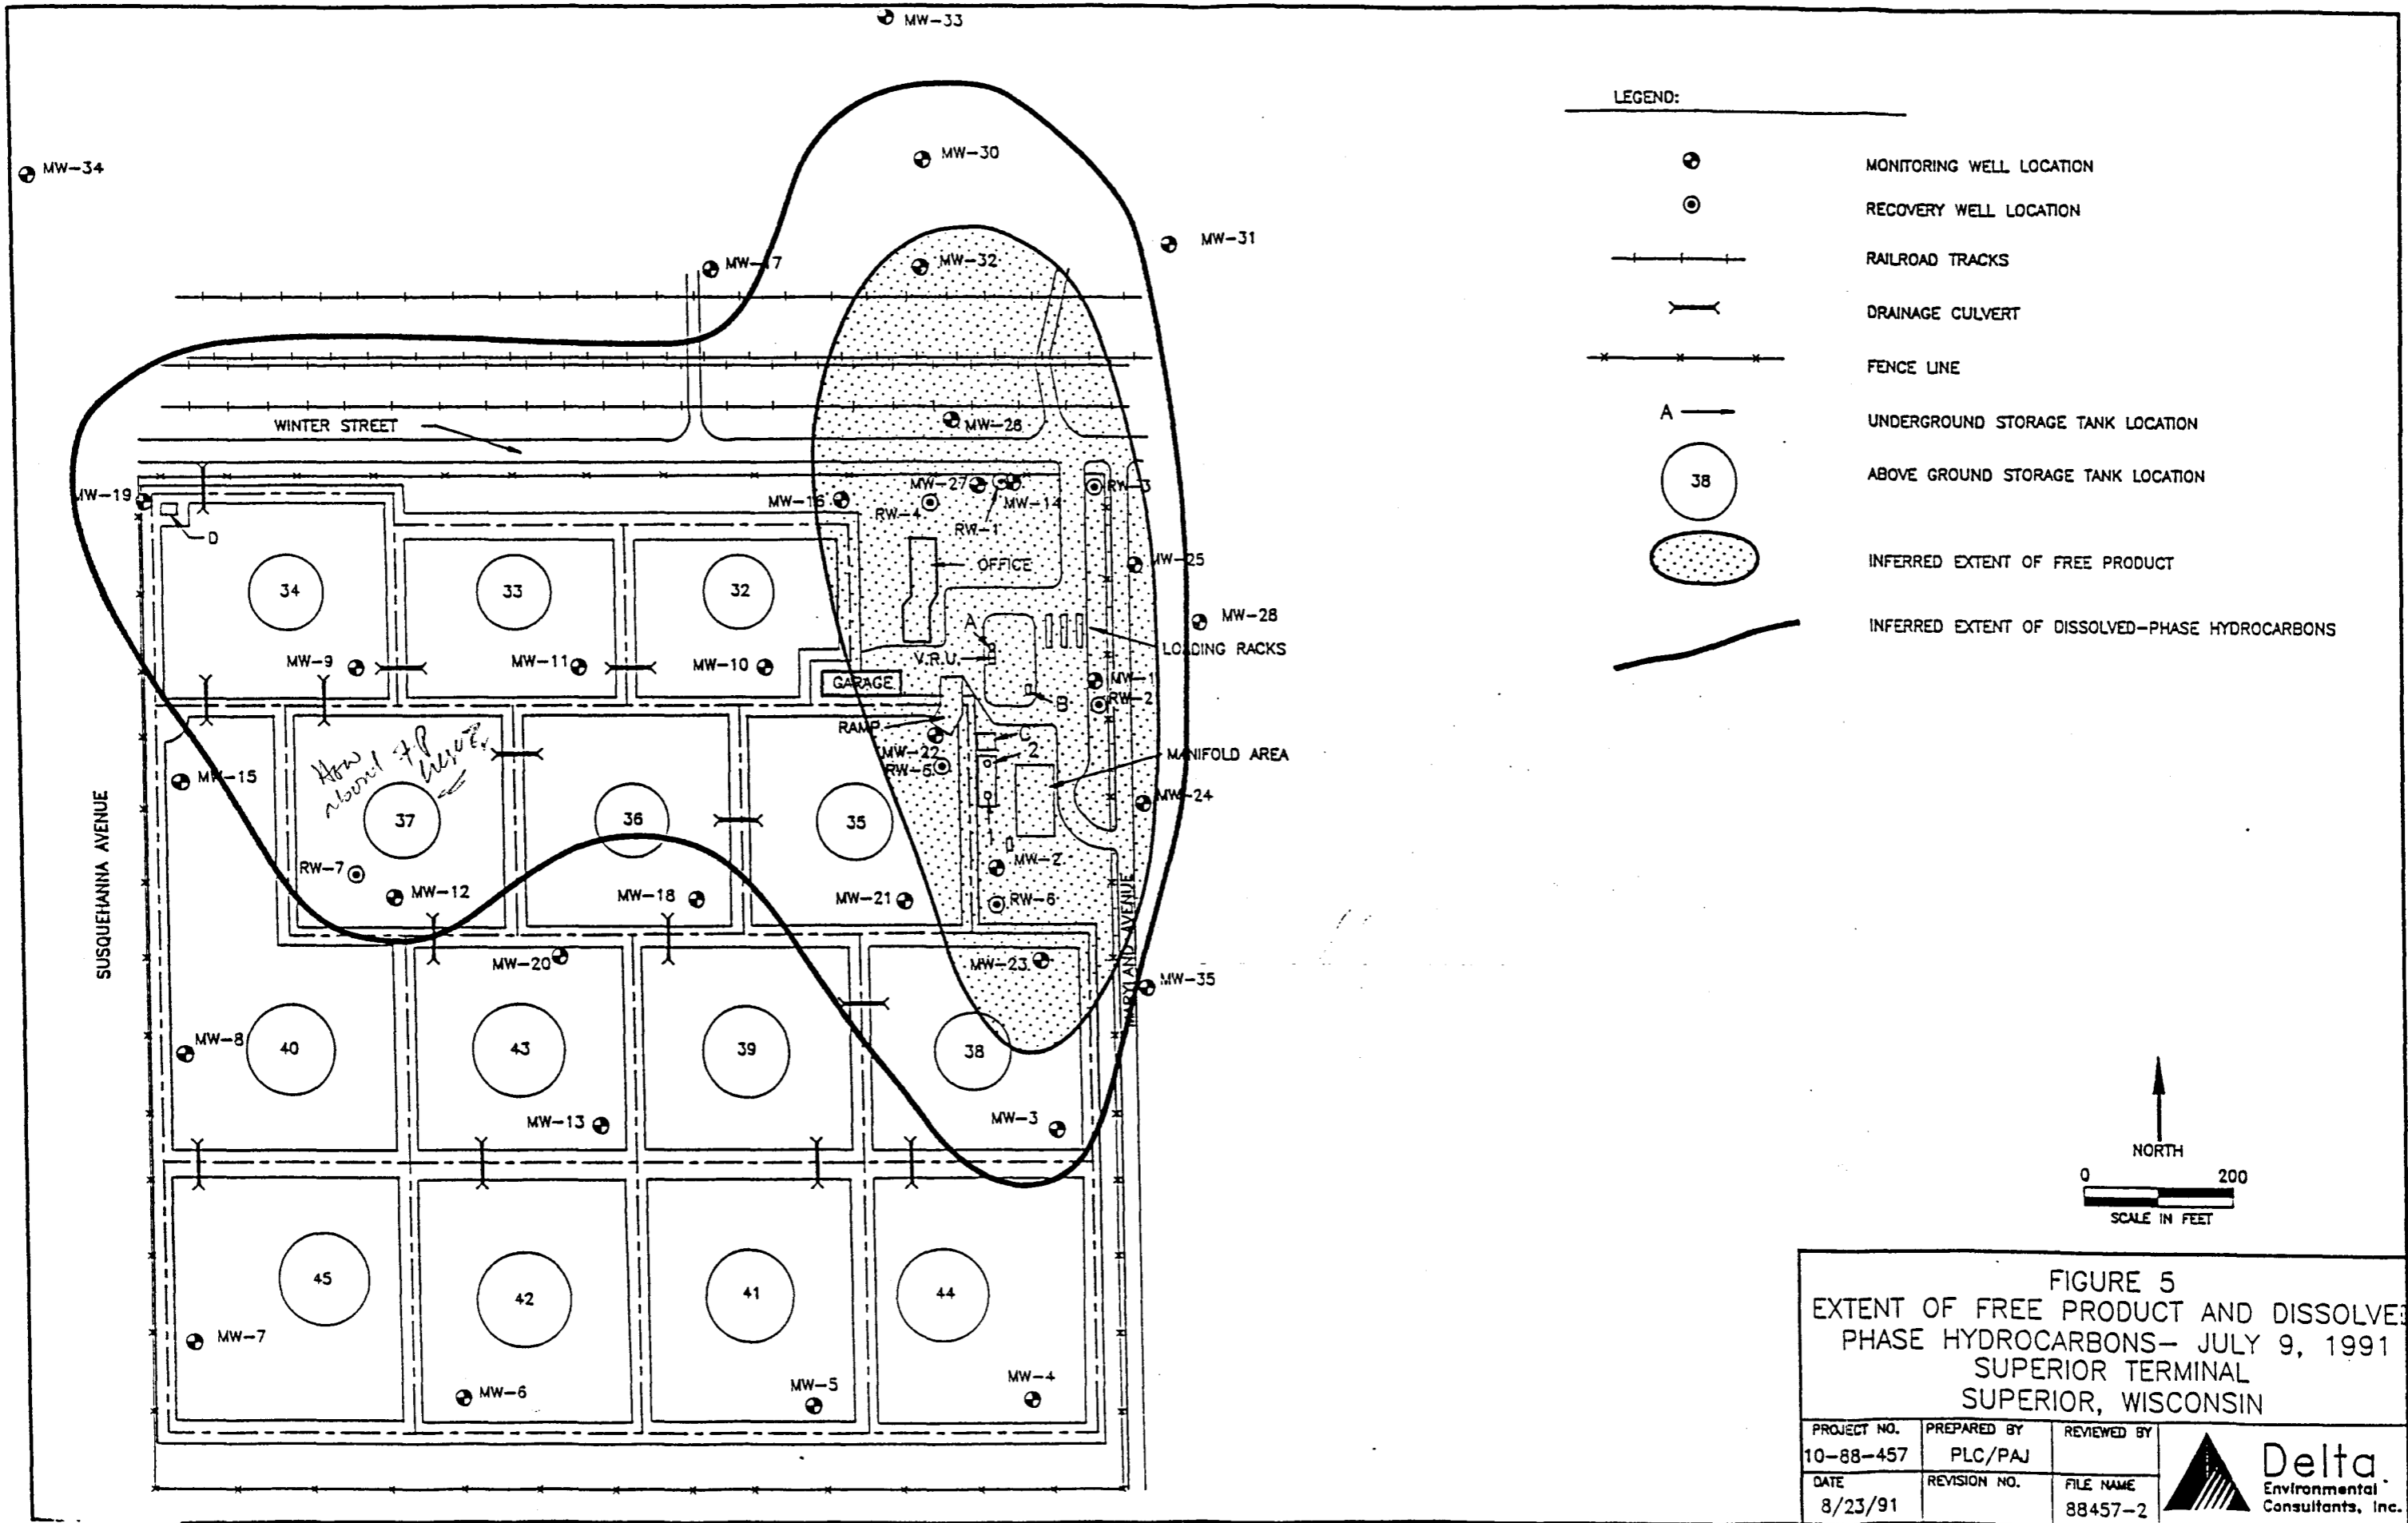 MW-33
MW-34
MW-30
MW-31
MW-17
MW-32
WINTER STREET
MW-26
MW-19
D
MW-16
MW-27
MW-14
RW-3
RW-4
RW-1
OFFICE
MW-25
34
33
32
MW-28
A
V.R.U.
LOADING RACKS
MW-9
MW-11
MW-10
GARAGE
MW-1
RW-2
B
RAMP
C
MW-22
2
RW-5
MANIFOLD AREA
How
about F.P
here?
MW-15
SUSQUEHANNA AVENUE
37
36
35
MW-24
RW-7
MW-12
MW-18
MW-21
MW-2
RW-6
MARYLAND AVENUE
MW-20
MW-23
MW-35
MW-8
40
43
39
38
MW-13
MW-3
45
42
41
44
MW-7
MW-6
MW-5
MW-4
LEGEND:
MONITORING WELL LOCATION
RECOVERY WELL LOCATION
RAILROAD TRACKS
DRAINAGE CULVERT
FENCE LINE
A
UNDERGROUND STORAGE TANK LOCATION
38
ABOVE GROUND STORAGE TANK LOCATION
INFERRED EXTENT OF FREE PRODUCT
INFERRED EXTENT OF DISSOLVED-PHASE HYDROCARBONS
NORTH
0 200
SCALE IN FEET
FIGURE 5
EXTENT OF FREE PRODUCT AND DISSOLVED
PHASE HYDROCARBONS- JULY 9, 1991
SUPERIOR TERMINAL
SUPERIOR, WISCONSIN
PROJECT NO.
10-88-457
PREPARED BY
PLC/PAJ
REVIEWED BY
DATE
8/23/91
REVISION NO.
FILE NAME
88457-2
Delta
Environmental
Consultants, Inc.